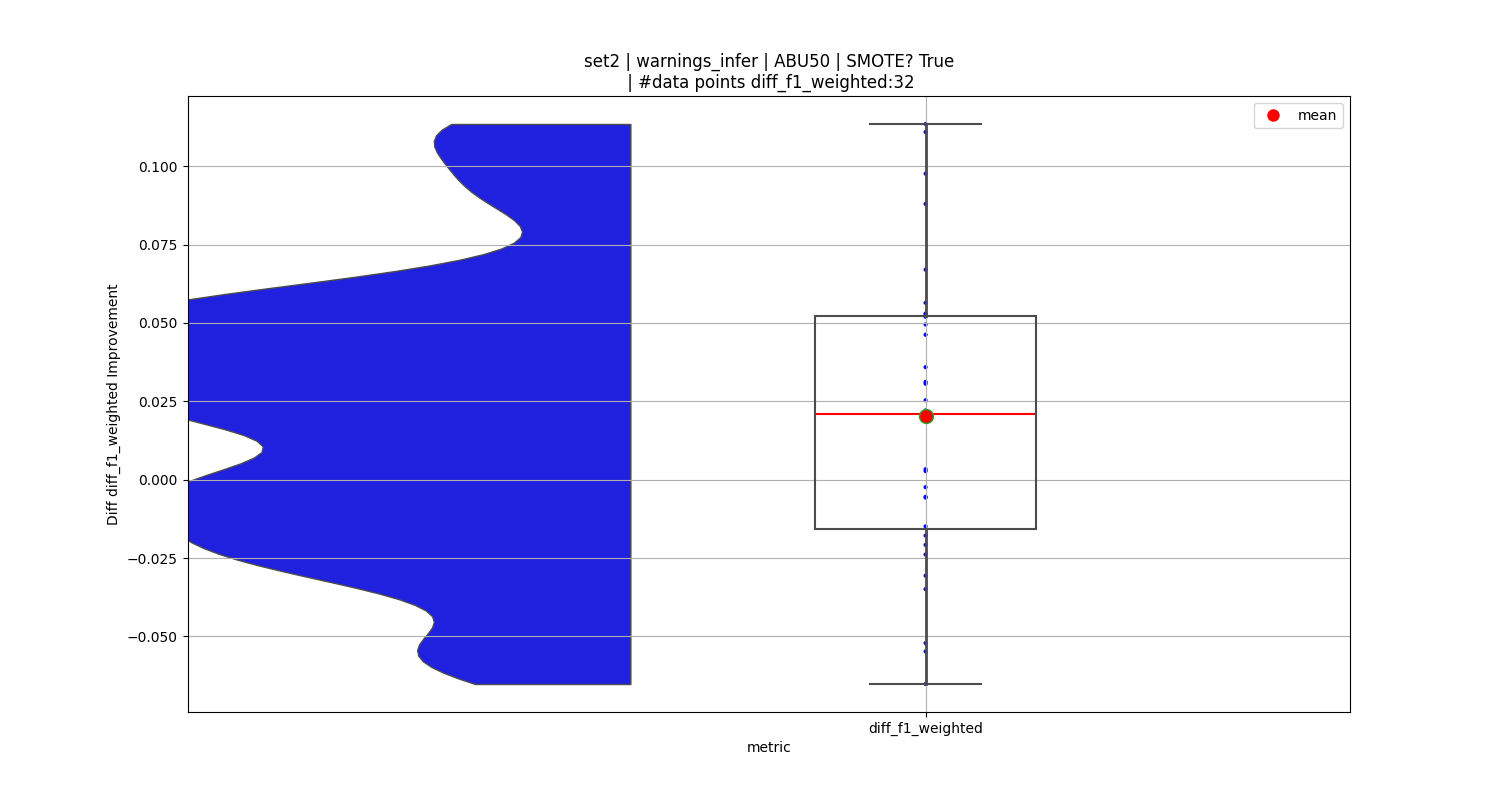 set2 | warnings_infer | ABU50 | SMOTE? True
| #data points diff_f1_weighted:32
mean
0.100
0.075
0.050
0.025
0.000
−0.025
−0.050
Diff diff_f1_weighted Improvement
diff_f1_weighted
metric